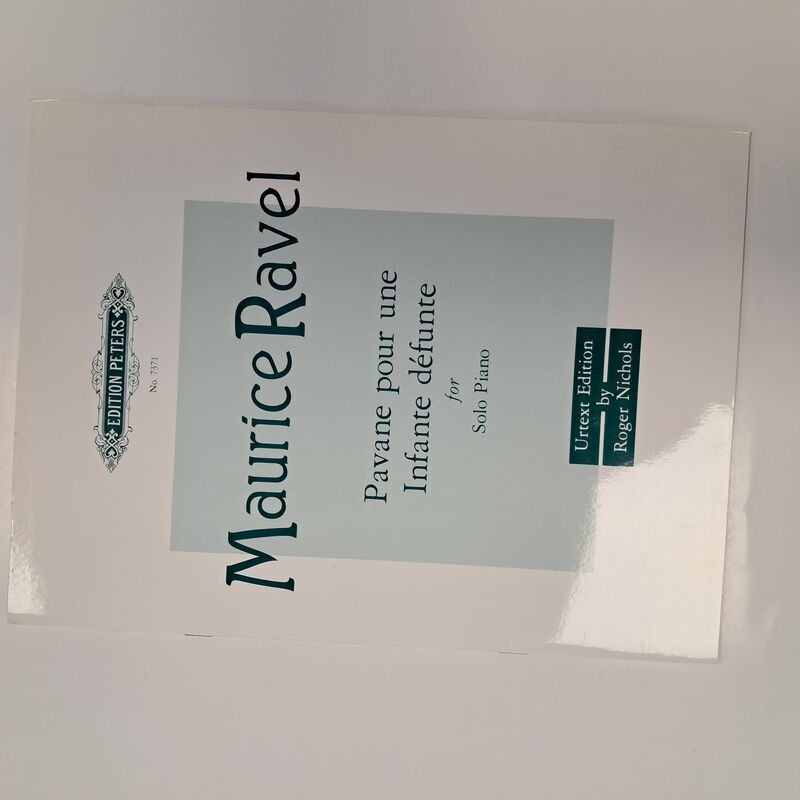 EDITION PETERS
No. 7371
Maurice Ravel
Pavane pour une
Infante défunte
for
Solo Piano
Urtext Edition
by
Roger Nichols